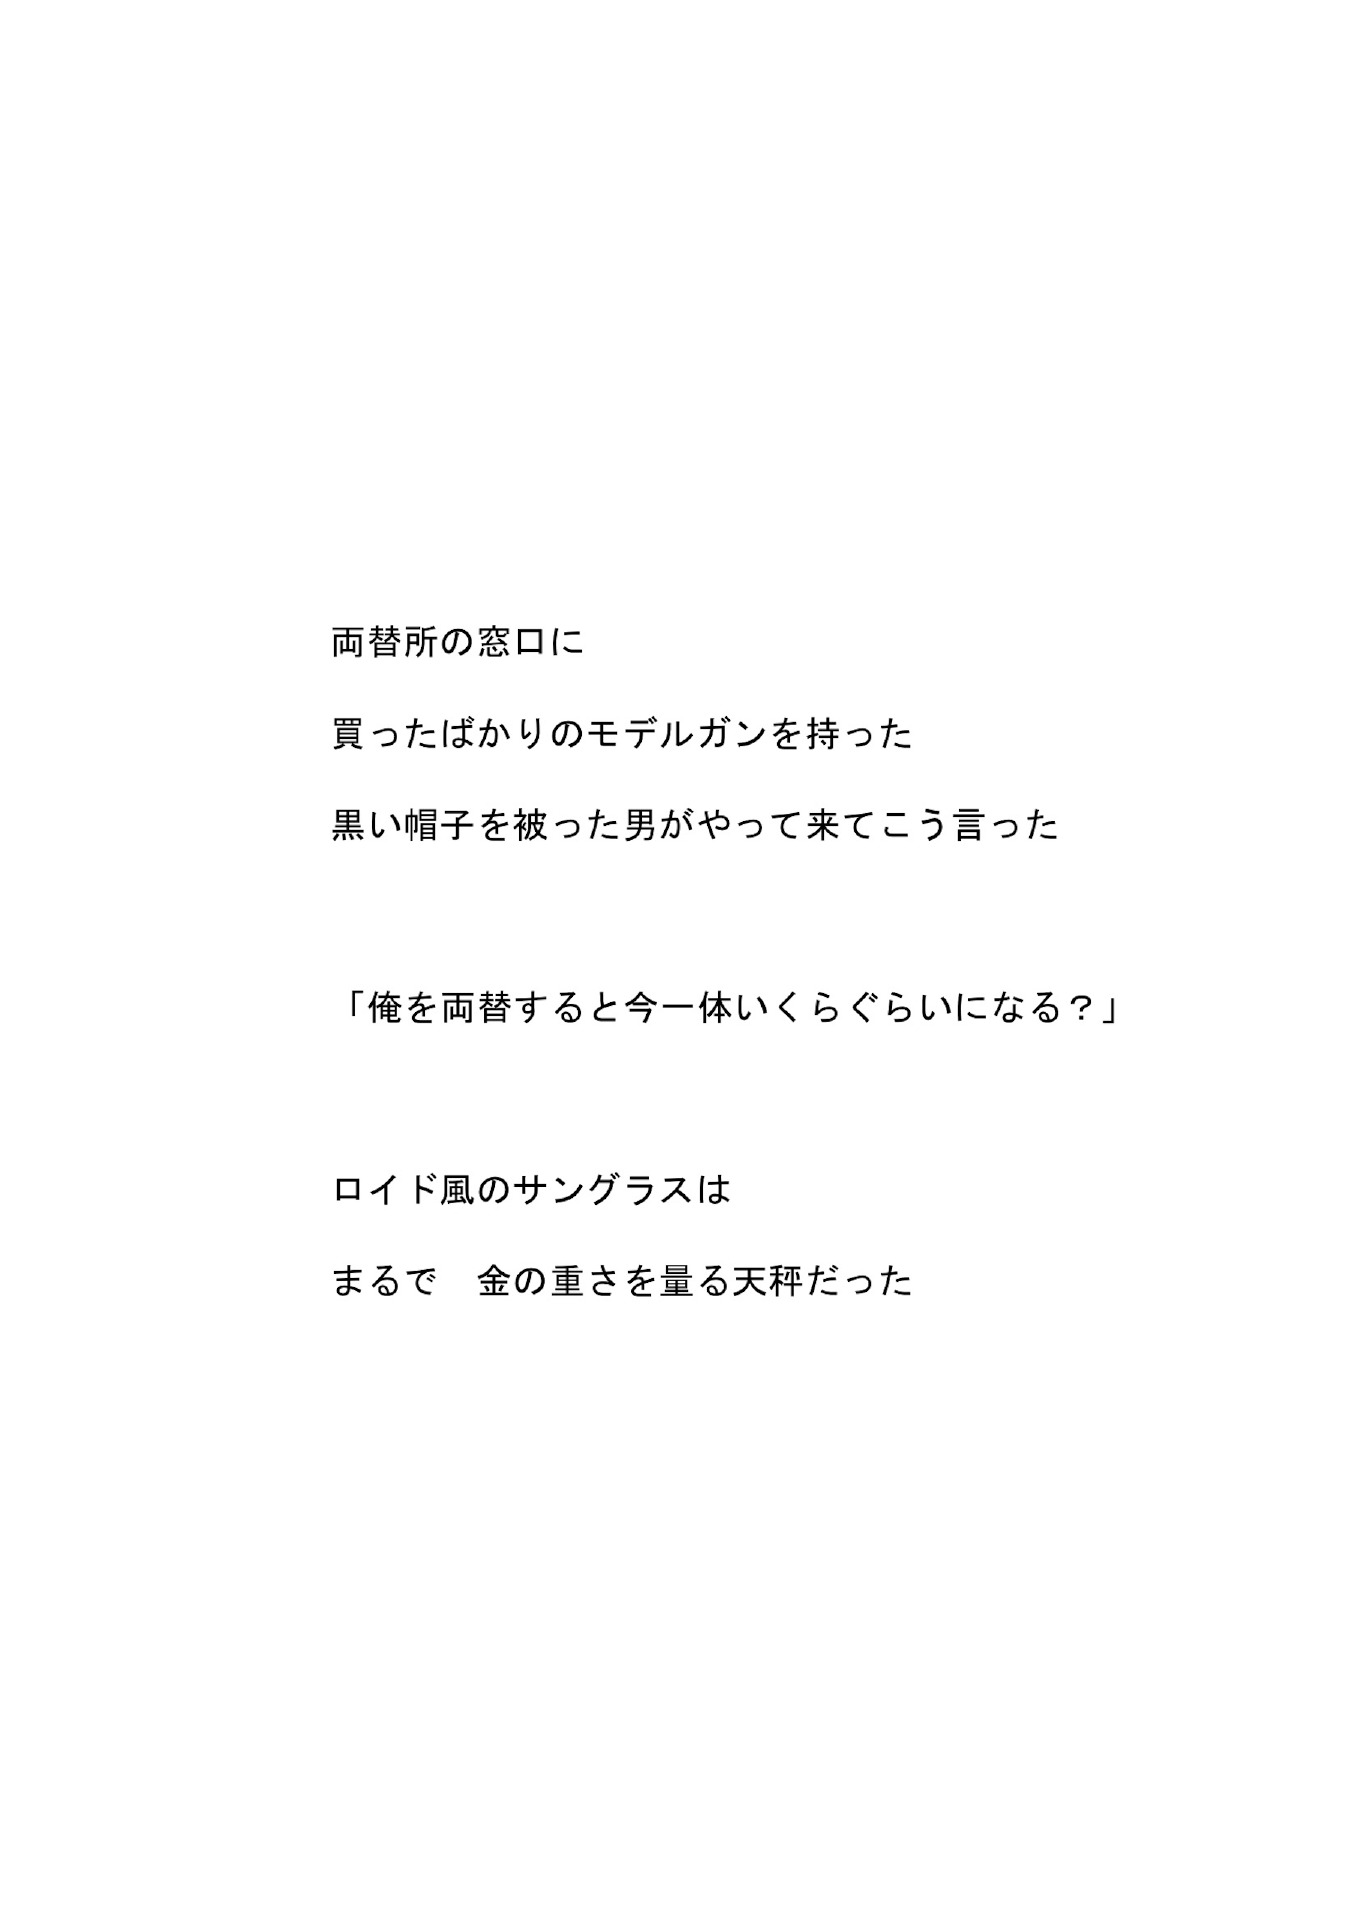 両替所の窓口に
買ったばかりのモデルガンを持った
黒い帽子を被った男がやって来てこう言った
「俺を両替すると今一体いくらぐらいになる？」
ロイド風のサングラスは
まるで　金の重さを量る天秤だった